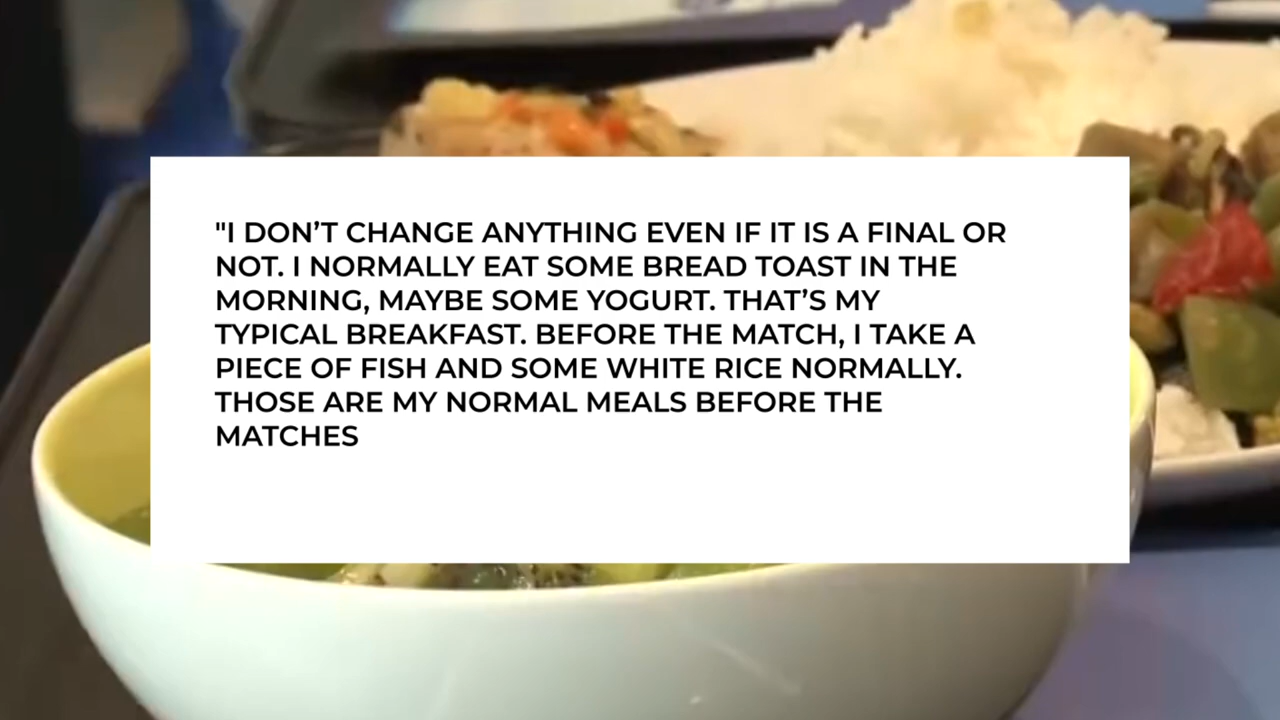 "I DON’T CHANGE ANYTHING EVEN IF IT IS A FINAL OR
NOT. I NORMALLY EAT SOME BREAD TOAST IN THE
MORNING, MAYBE SOME YOGURT. THAT’S MY
TYPICAL BREAKFAST. BEFORE THE MATCH, I TAKE A
PIECE OF FISH AND SOME WHITE RICE NORMALLY.
THOSE ARE MY NORMAL MEALS BEFORE THE
MATCHES